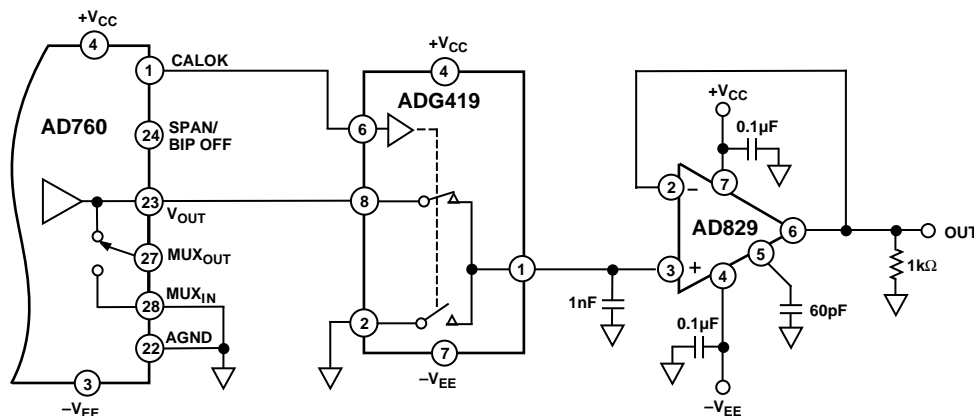 +VCC
4
1
CALOK
AD760
24
SPAN/
BIP OFF
23
VOUT
27
MUXOUT
28
MUXIN
22
AGND
3
–VEE
+VCC
4
ADG419
6
8
1
2
7
–VEE
1nF
+VCC
0.1µF
7
2
–
AD829
6
5
3
+
4
0.1µF
60pF
–VEE
OUT
1kΩ